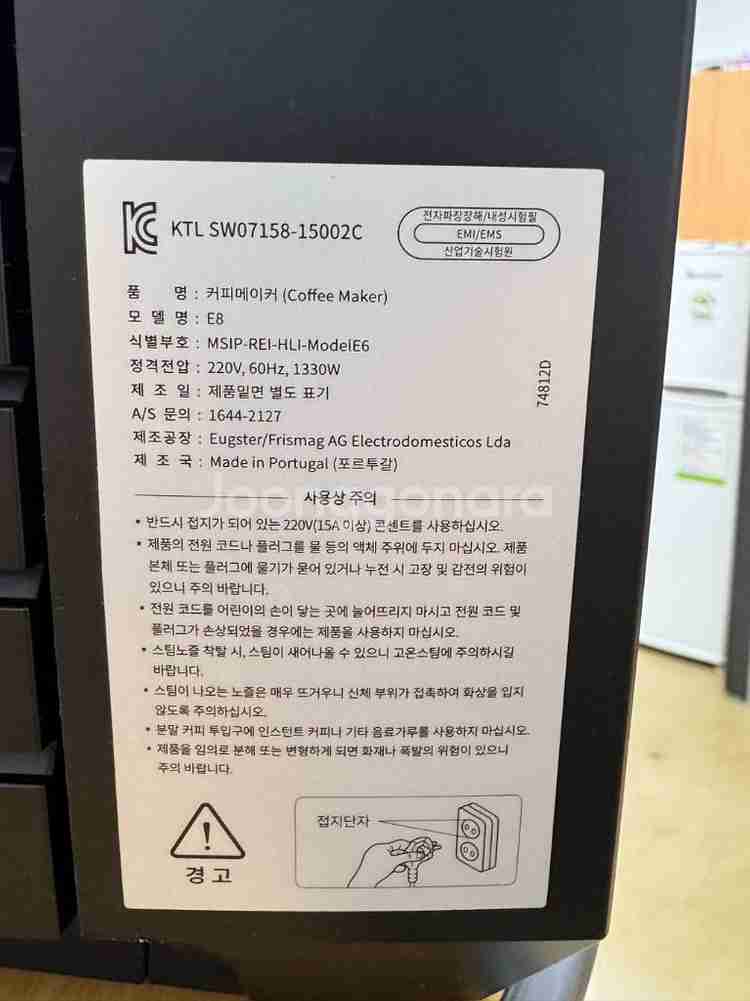 KTL SW07158-15002C
전자파장장해/내성시험필
EMI/EMS
산업기술시험원
품 명 : 커피메이커 (Coffee Maker)
모 델 명 : E8
식별부호 : MSIP-REI-HLI-ModelE6
정격전압 : 220V, 60Hz, 1330W
제 조 일 : 제품밑면 별도 표기
A/S 문의 : 1644-2127
제조공장 : Eugster/Frismag AG Electrodomesticos Lda
제 조 국 : Made in Portugal (포르투갈)
74812D
사용상 주의
Joonggonara
• 반드시 접지가 되어 있는 220V(15A 이상) 콘센트를 사용하십시오.
• 제품의 전원 코드나 플러그를 물 등의 액체 주위에 두지 마십시오. 제품
본체 또는 플러그에 물기가 묻어 있거나 누전 시 고장 및 감전의 위험이
있으니 주의 바랍니다.
• 전원 코드를 어린이의 손이 닿는 곳에 늘어뜨리지 마시고 전원 코드 및
플러그가 손상되었을 경우에는 제품을 사용하지 마십시오.
• 스팀노즐 착탈 시, 스팀이 새어나올 수 있으니 고온스팀에 주의하시길
바랍니다.
• 스팀이 나오는 노즐은 매우 뜨거우니 신체 부위가 접촉하여 화상을 입지
않도록 주의하십시오.
• 분말 커피 투입구에 인스턴트 커피나 기타 음료가루를 사용하지 마십시오.
• 제품을 임의로 분해 또는 변형하게 되면 화재나 폭발의 위험이 있으니
주의 바랍니다.
접지단자
경고